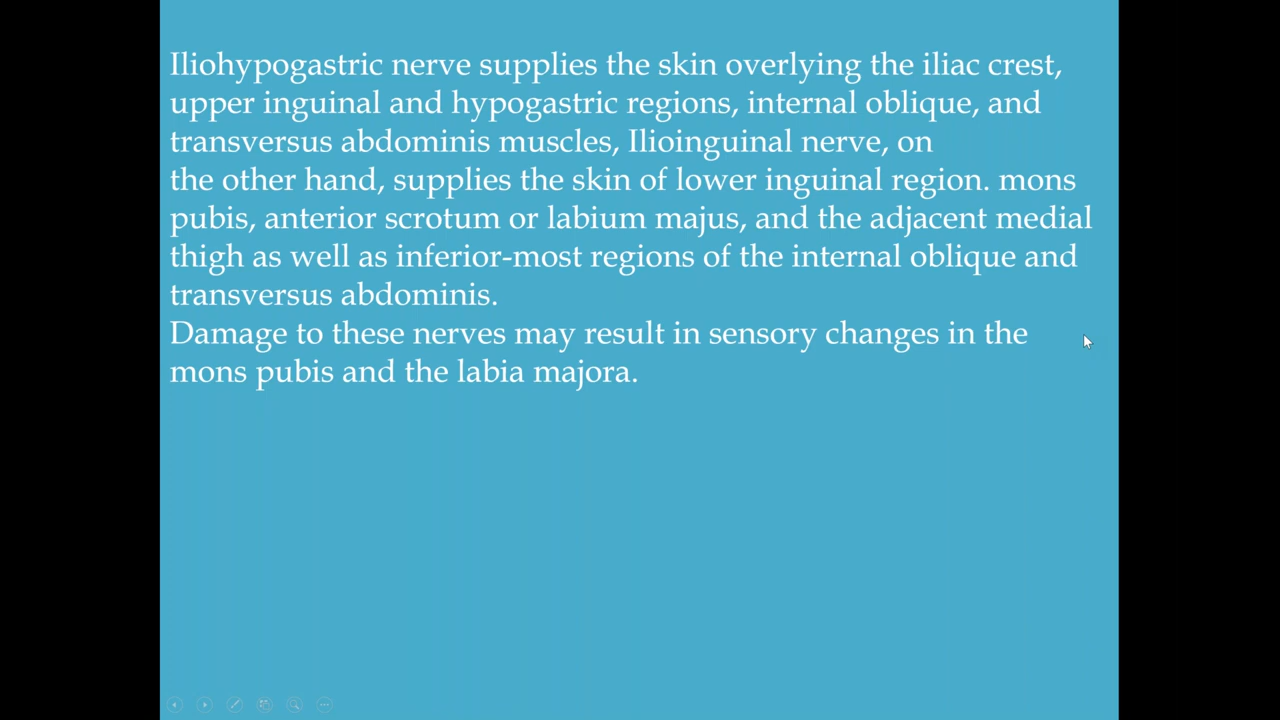 Iliohypogastric nerve supplies the skin overlying the iliac crest,
upper inguinal and hypogastric regions, internal oblique, and
transversus abdominis muscles, Ilioinguinal nerve, on
the other hand, supplies the skin of lower inguinal region. mons
pubis, anterior scrotum or labium majus, and the adjacent medial
thigh as well as inferior-most regions of the internal oblique and
transversus abdominis.
Damage to these nerves may result in sensory changes in the
mons pubis and the labia majora.